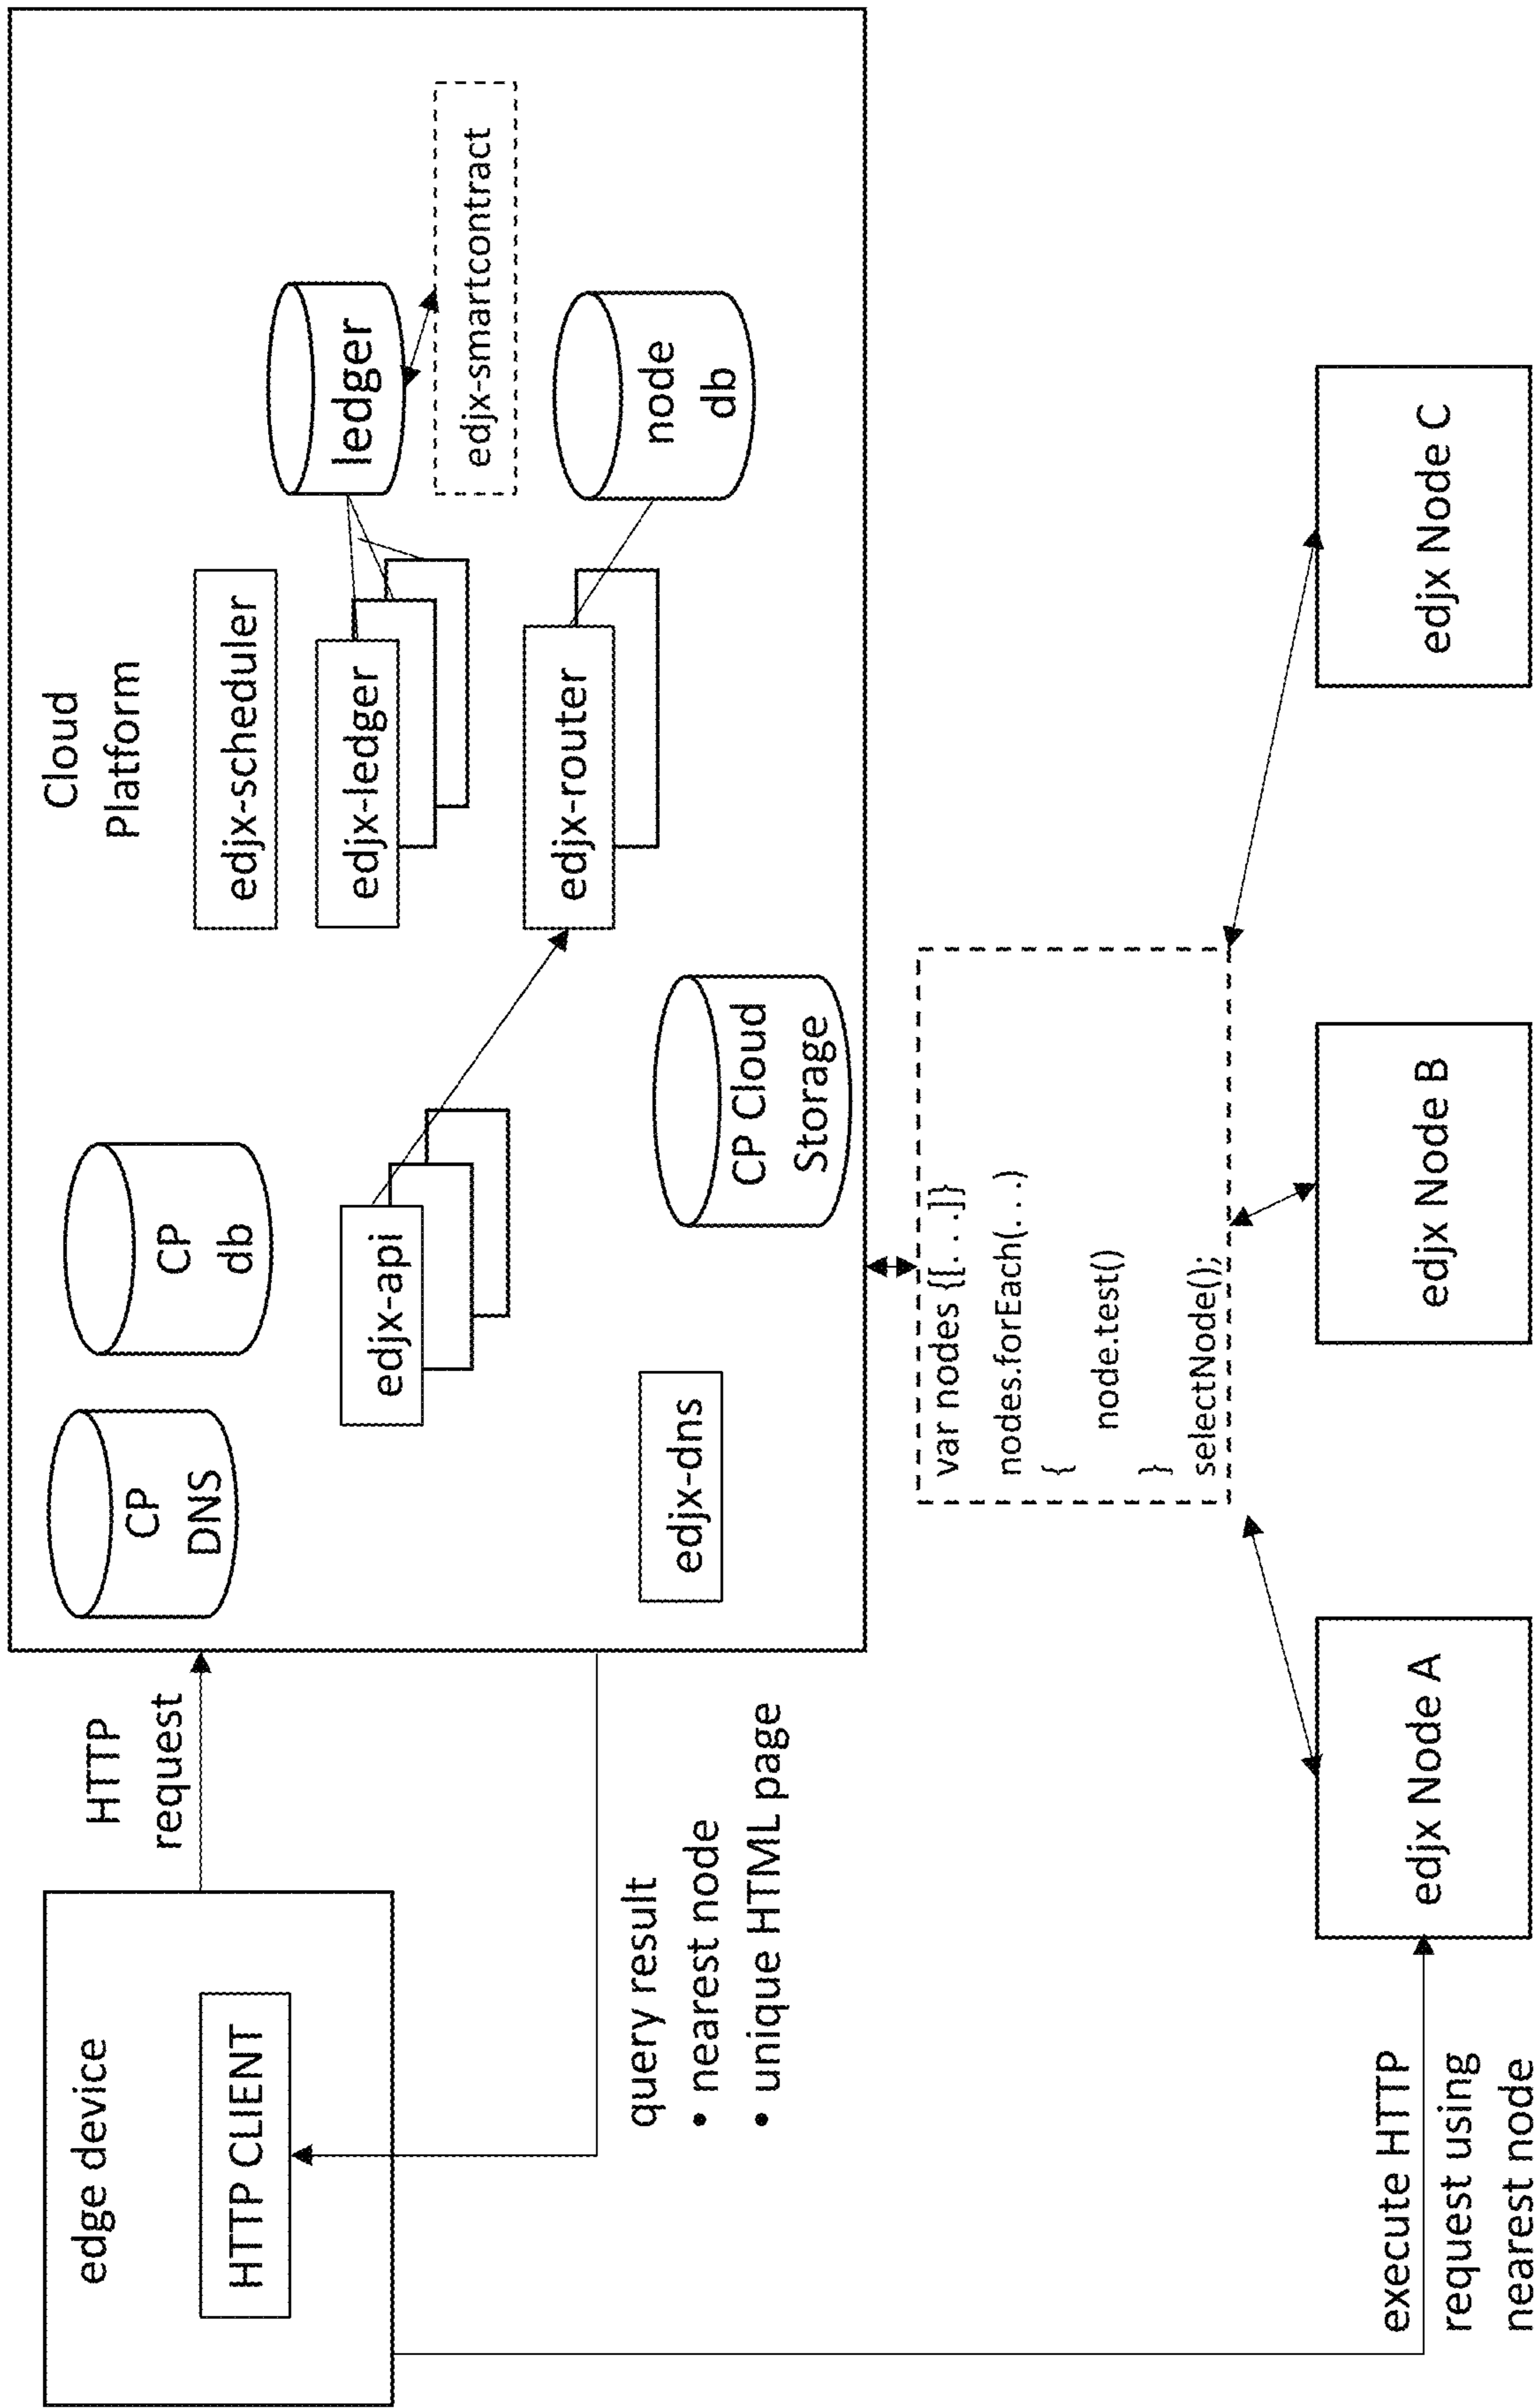 edge device
HTTP CLIENT
HTTP
request
query result
• nearest node
• unique HTML page
execute HTTP
request using
nearest node
Cloud
Platform
CP
DNS
CP
db
edjx-api
edjx-dns
CP Cloud
Storage
edjx-scheduler
edjx-ledger
edjx-router
ledger
edjx-smartcontract
node
db
var nodes {[. . .]}
nodes.forEach(. . .)
{
node.test()
}
selectNode();
edjx Node A
edjx Node B
edjx Node C